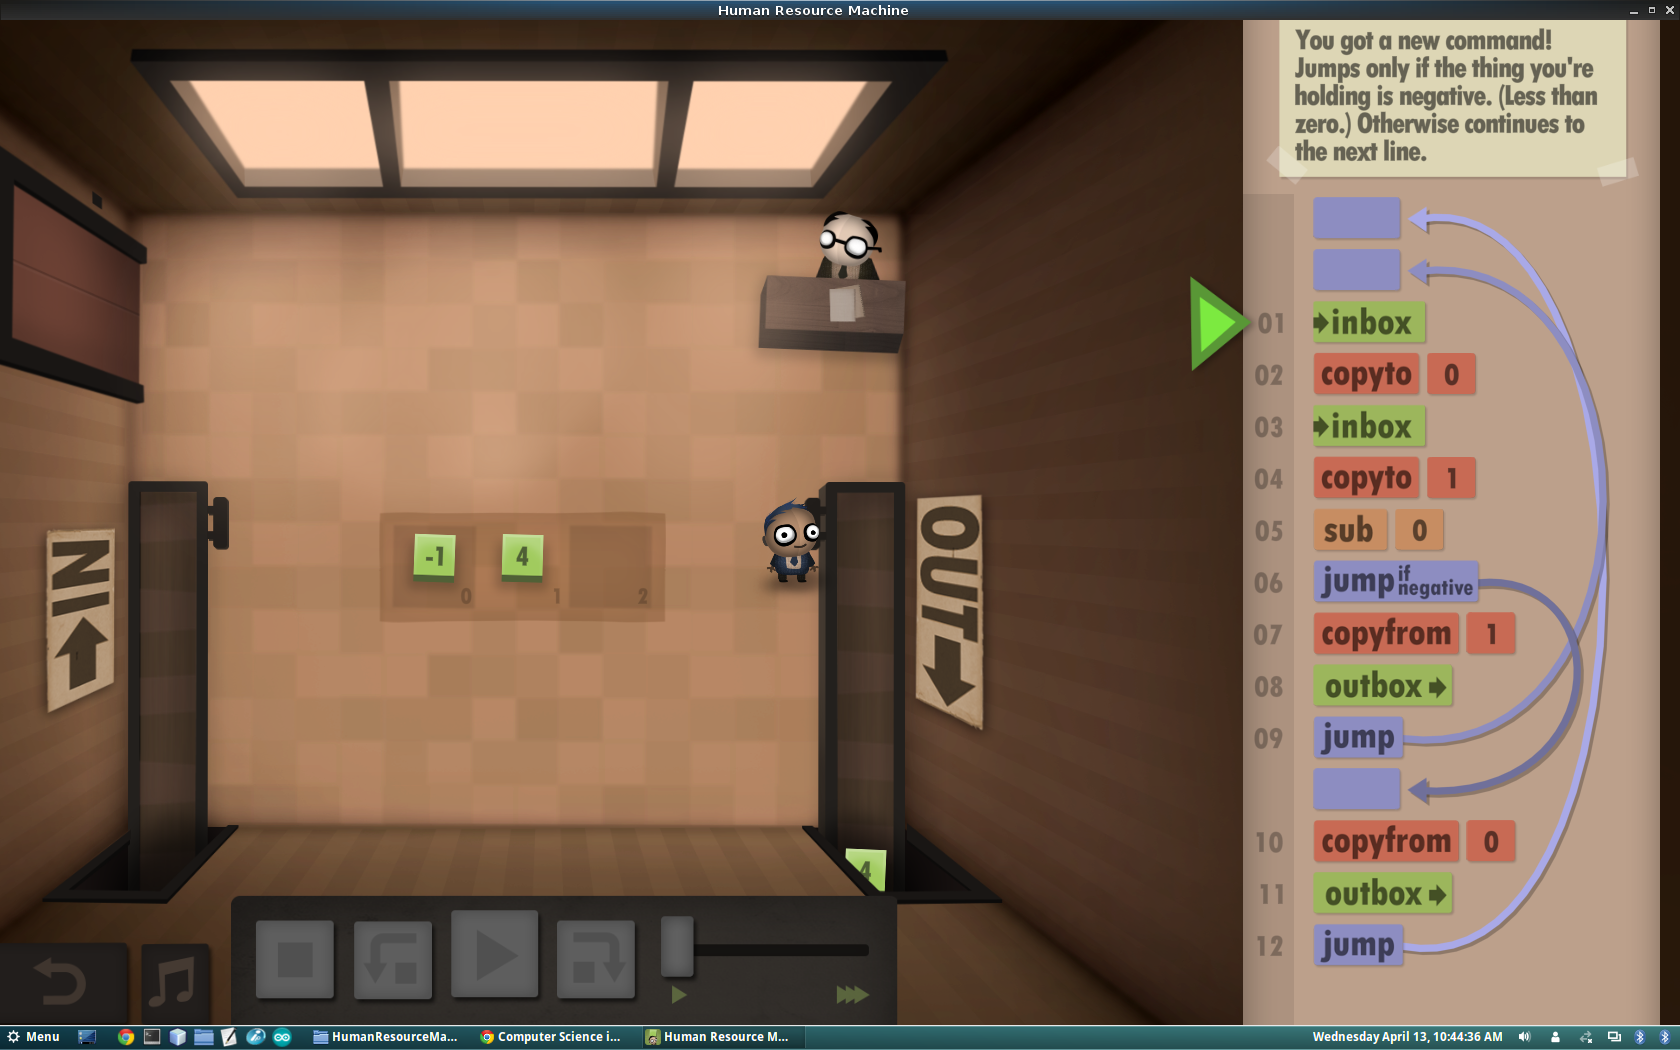 Human Resource Machine
You got a new command!
Jumps only if the thing you're
holding is negative. (Less than
zero.) Otherwise continues to
the next line.
01 inbox
02 copyto 0
03 inbox
04 copyto 1
05 sub 0
06 jump if negative
07 copyfrom 1
08 outbox
09 jump
10 copyfrom 0
11 outbox
12 jump
IN
-1 4
0 1 2
OUT
4
Menu
HumanResourceMa...
Computer Science i...
Human Resource M...
Wednesday April 13, 10:44:36 AM